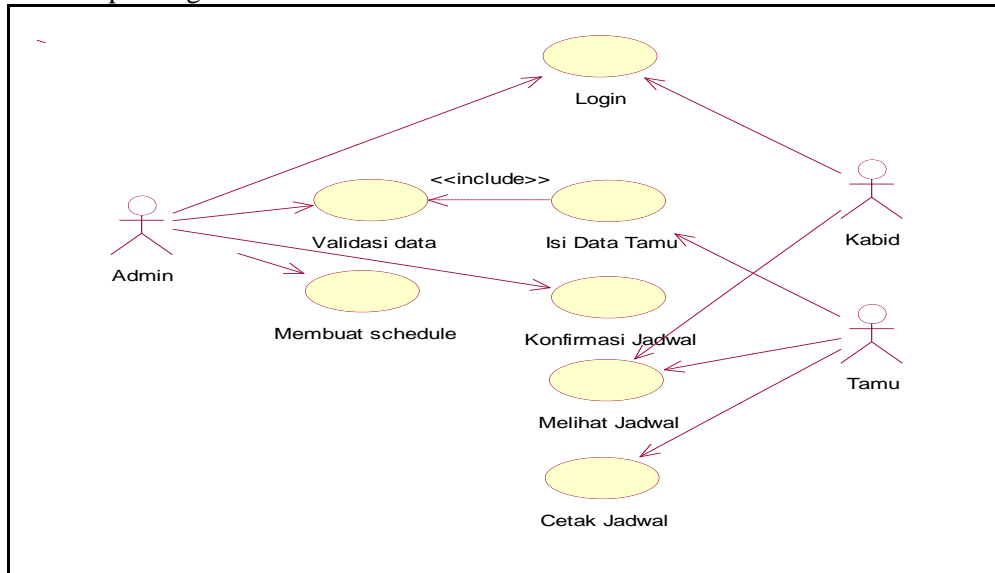 Login
<<include>>
Validasi data
Isi Data Tamu
Kabid
Admin
Membuat schedule
Konfirmasi Jadwal
Tamu
Melihat Jadwal
Cetak Jadwal